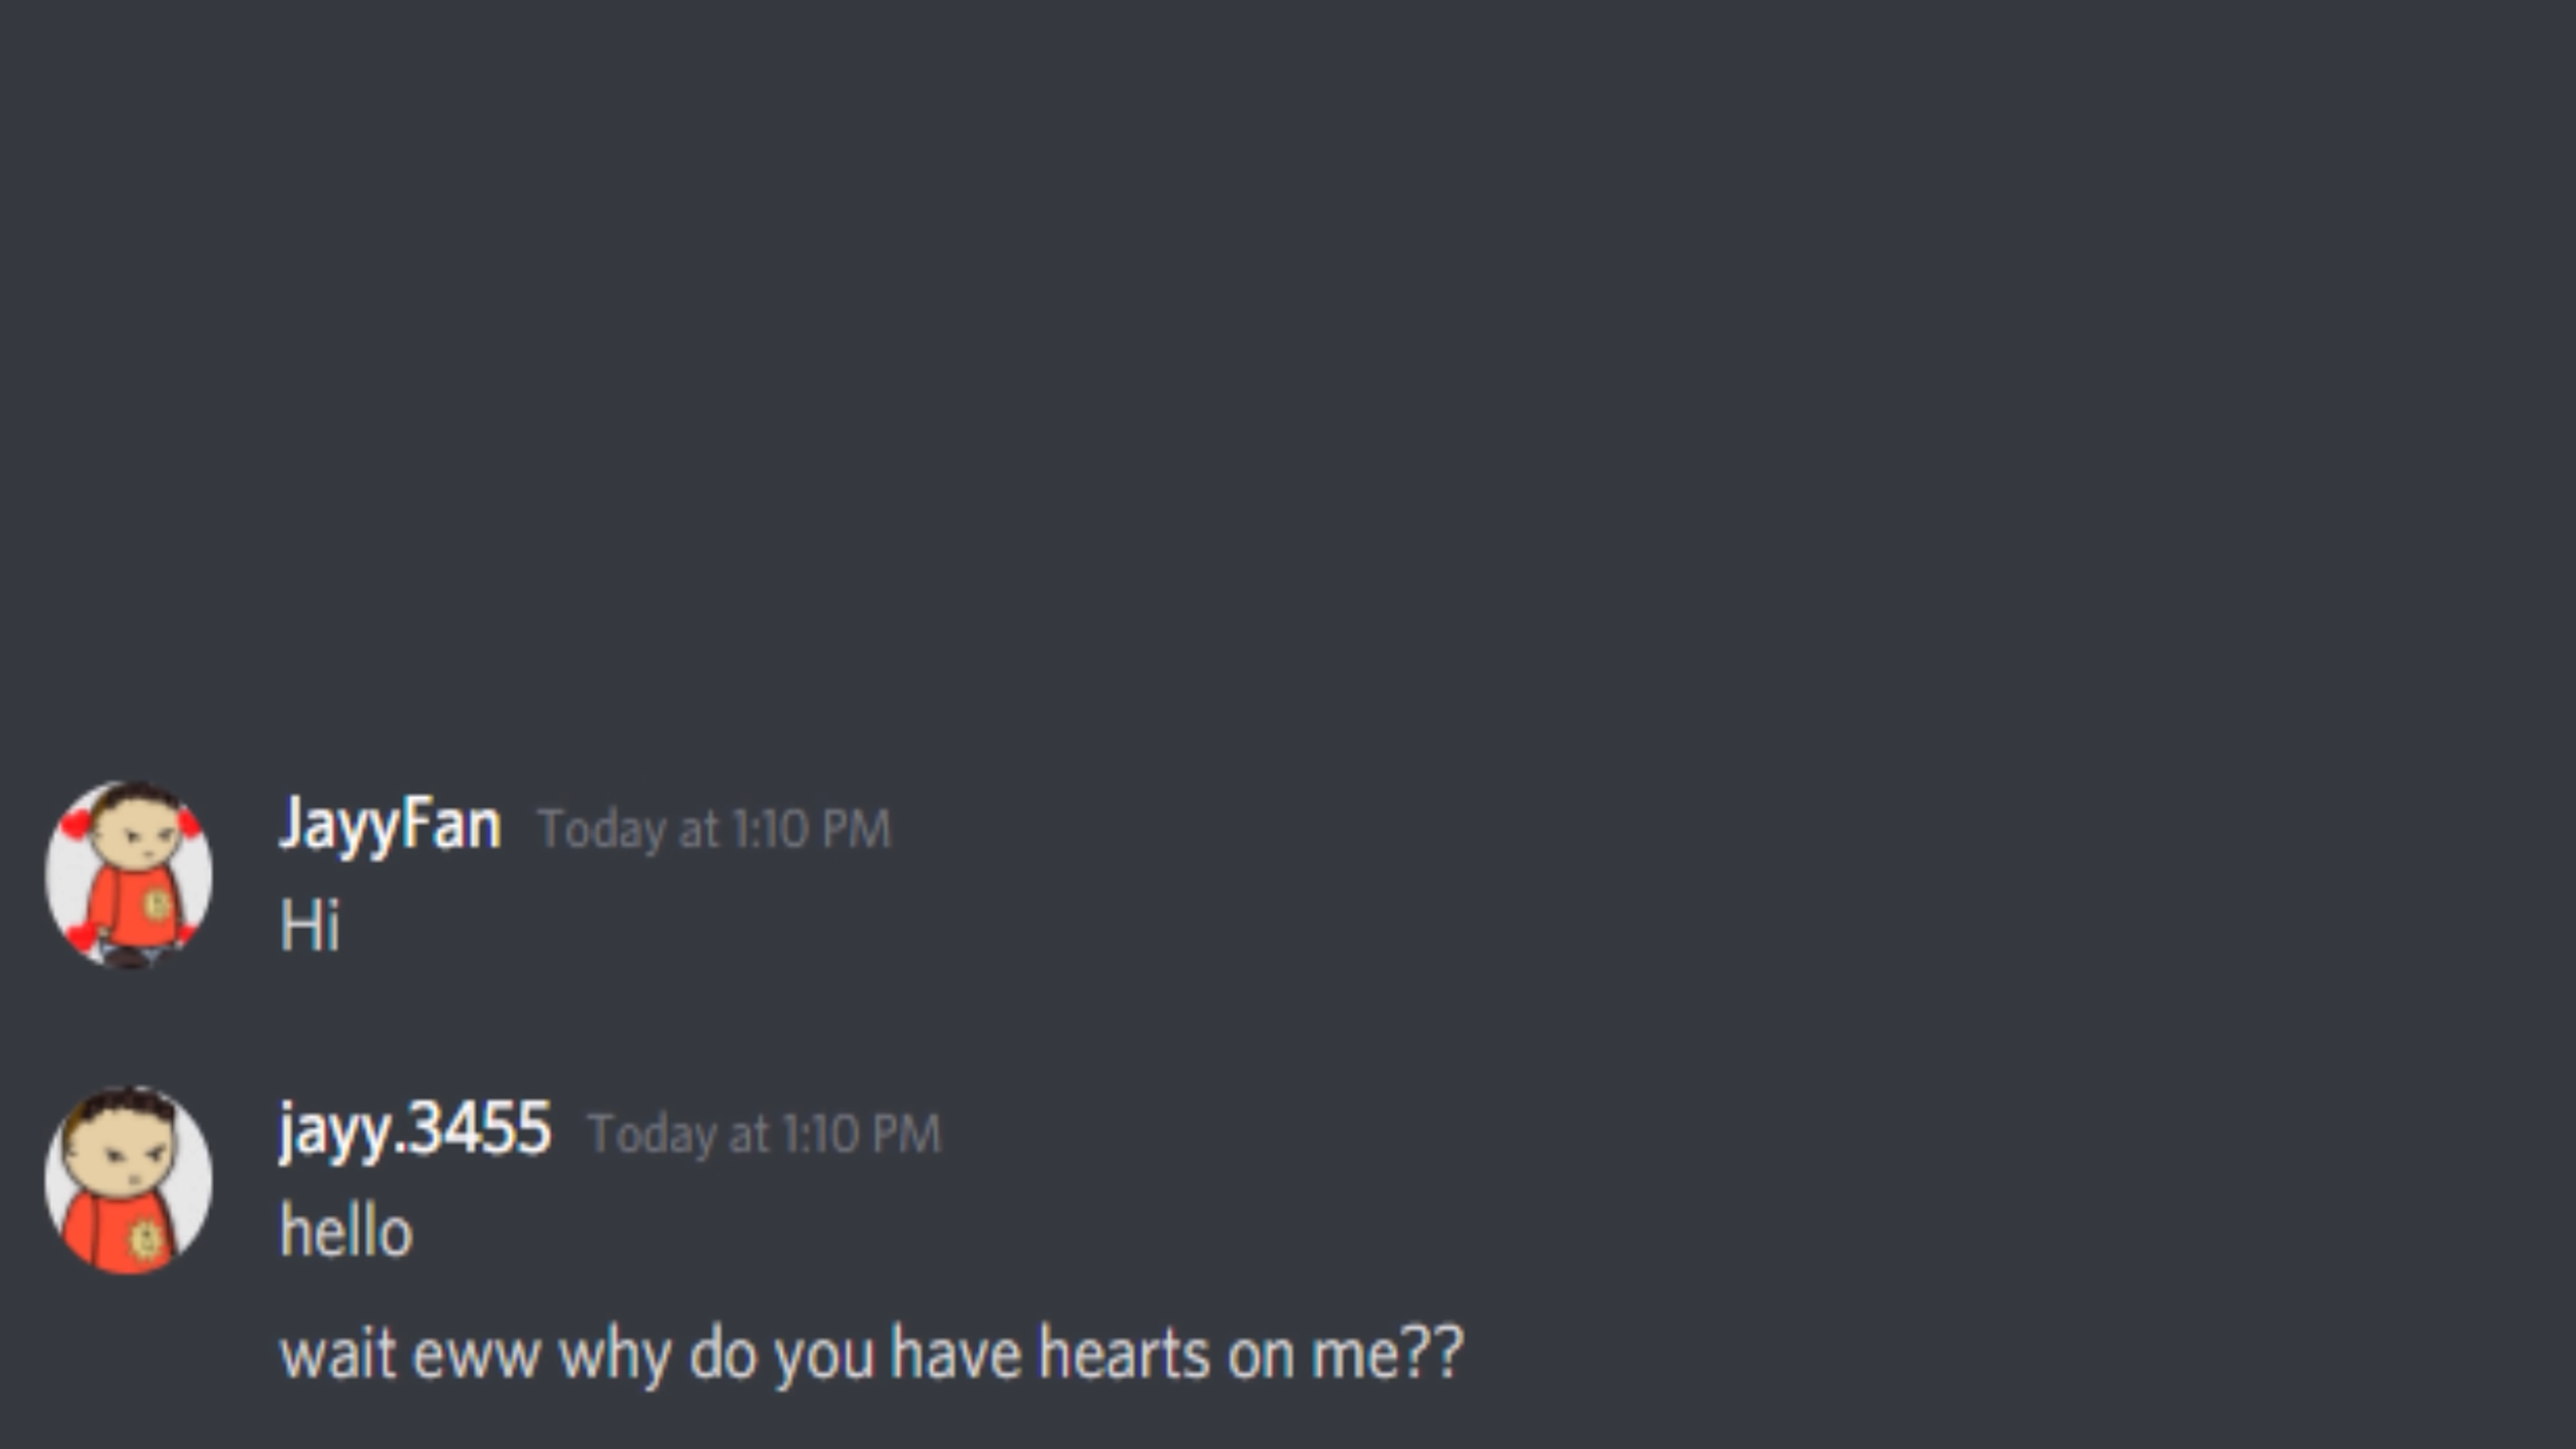 JayyFan Today at 1:10 PM
Hi
jayy.3455 Today at 1:10 PM
hello
wait eww why do you have hearts on me??